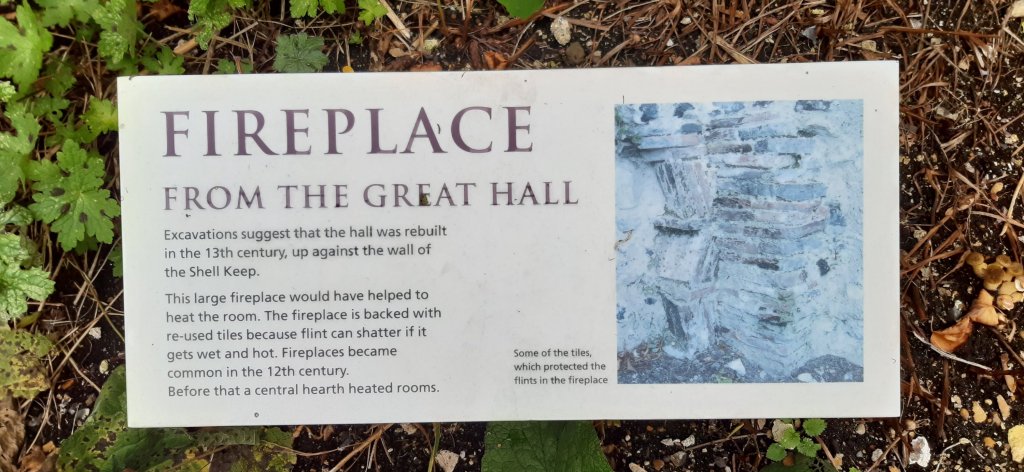 FIREPLACE
FROM THE GREAT HALL
Excavations suggest that the hall was rebuilt
in the 13th century, up against the wall of
the Shell Keep.
This large fireplace would have helped to
heat the room. The fireplace is backed with
re-used tiles because flint can shatter if it
gets wet and hot. Fireplaces became
common in the 12th century.
Before that a central hearth heated rooms.
Some of the tiles,
which protected the
flints in the fireplace